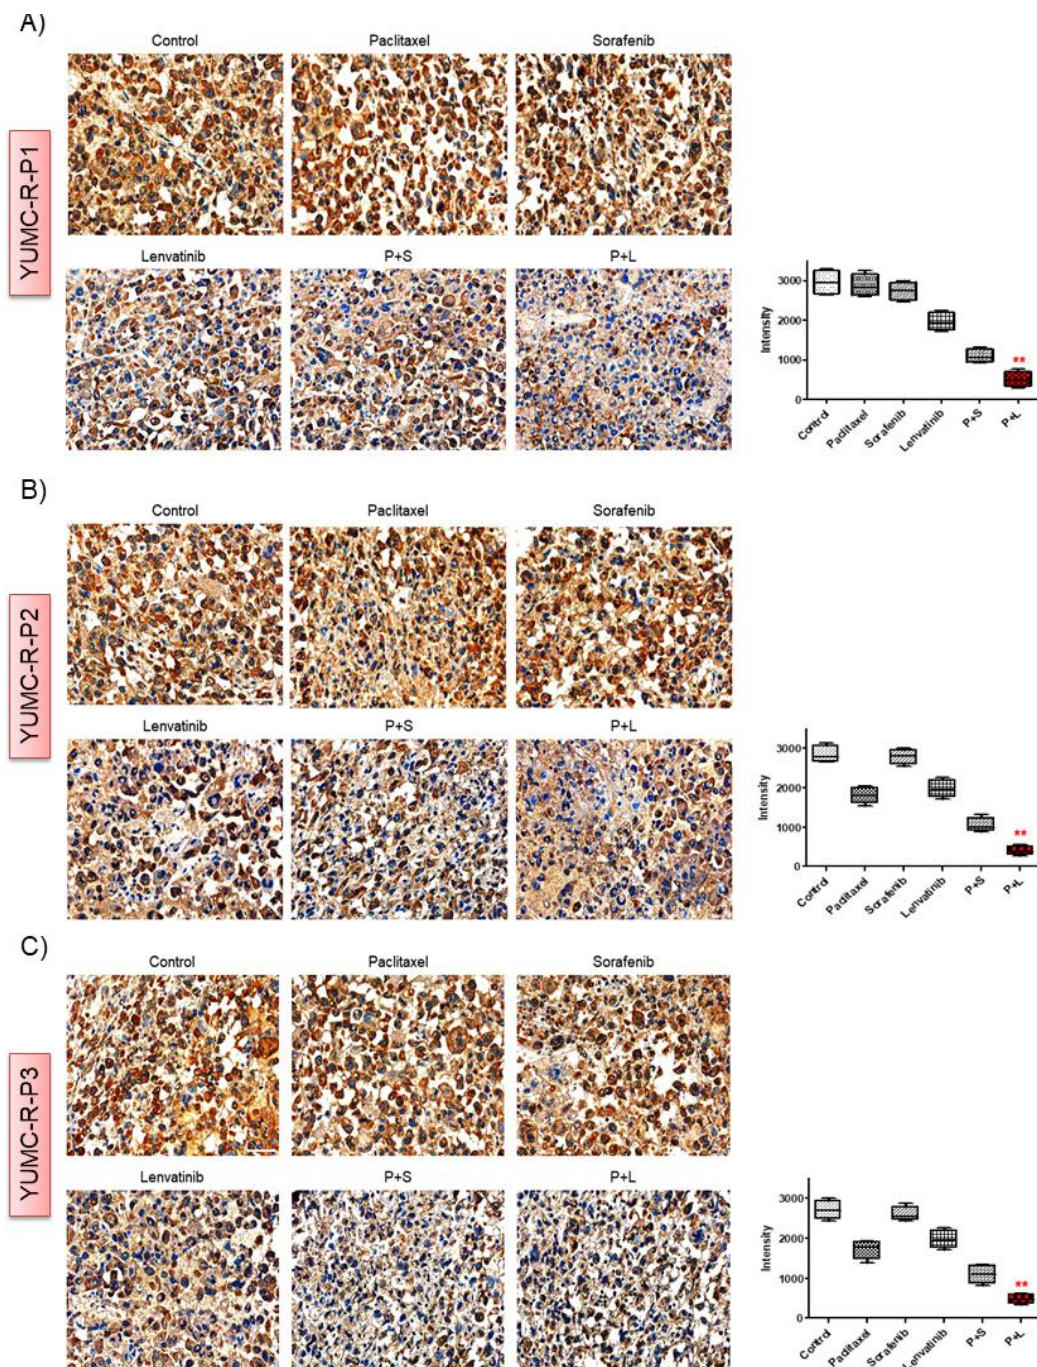 A)
Control Paclitaxel Sorafenib
YUMC-R-P1
Lenvatinib P+S P+L
Intensity
3000
2000
1000
0
**
Control Paclitaxel Sorafenib Lenvatinib P+S P+L
B)
Control Paclitaxel Sorafenib
YUMC-R-P2
Lenvatinib P+S P+L
Intensity
3000
2000
1000
0
**
Control Paclitaxel Sorafenib Lenvatinib P+S P+L
C)
Control Paclitaxel Sorafenib
YUMC-R-P3
Lenvatinib P+S P+L
Intensity
3000
2000
1000
0
**
Control Paclitaxel Sorafenib Lenvatinib P+S P+L